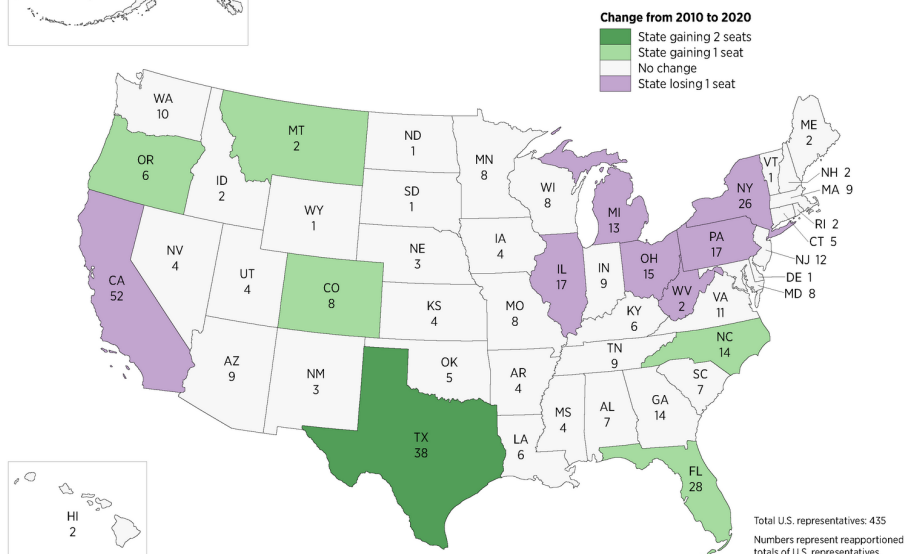 Change from 2010 to 2020
State gaining 2 seats
State gaining 1 seat
No change
State losing 1 seat
WA
10
OR
6
MT
2
ID
2
ND
1
SD
1
WY
1
MN
8
WI
8
MI
13
NY
26
VT
1
ME
2
NH 2
MA 9
RI 2
CT 5
NJ 12
DE 1
MD 8
PA
17
OH
15
WV
2
VA
11
IN
9
IL
17
IA
4
NE
3
NV
4
UT
4
CA
52
CO
8
KS
4
MO
8
KY
6
NC
14
TN
9
SC
7
AZ
9
NM
3
OK
5
AR
4
MS
4
AL
7
GA
14
TX
38
LA
6
FL
28
HI
2
Total U.S. representatives: 435
Numbers represent reapportioned
totals of U.S. representatives